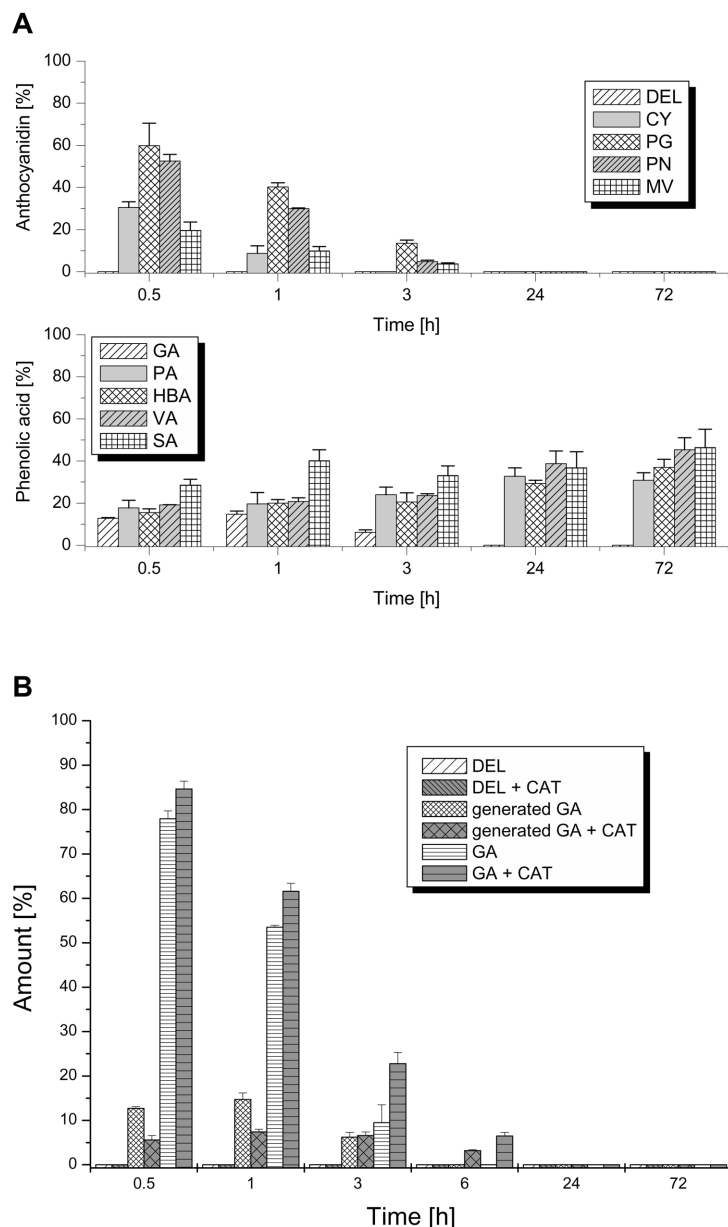 A
Anthocyanidin [%]
100
80
60
40
20
0
DEL
CY
PG
PN
MV
0.5 1 3 24 72
Time [h]
Phenolic acid [%]
100
80
60
40
20
0
GA
PA
HBA
VA
SA
0.5 1 3 24 72
Time [h]
B
Amount [%]
100
90
80
70
60
50
40
30
20
10
0
DEL
DEL + CAT
generated GA
generated GA + CAT
GA
GA + CAT
0.5 1 3 6 24 72
Time [h]